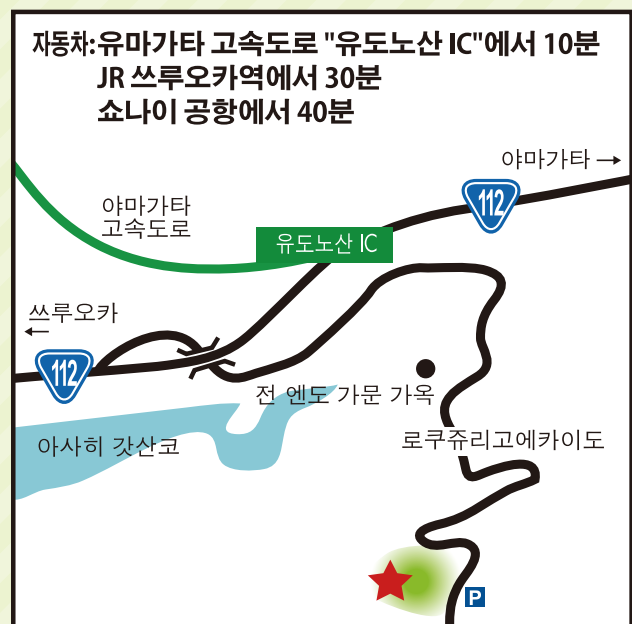 자동차:유마가타 고속도로 "유도노산 IC"에서 10분
JR 쓰루오카역에서 30분
쇼나이 공항에서 40분
야마가타 →
112
야마가타
고속도로
유도노산 IC
쓰루오카
←
112
전 엔도 가문 가옥
아사히 갓산코
로쿠쥬리고에카이도
P